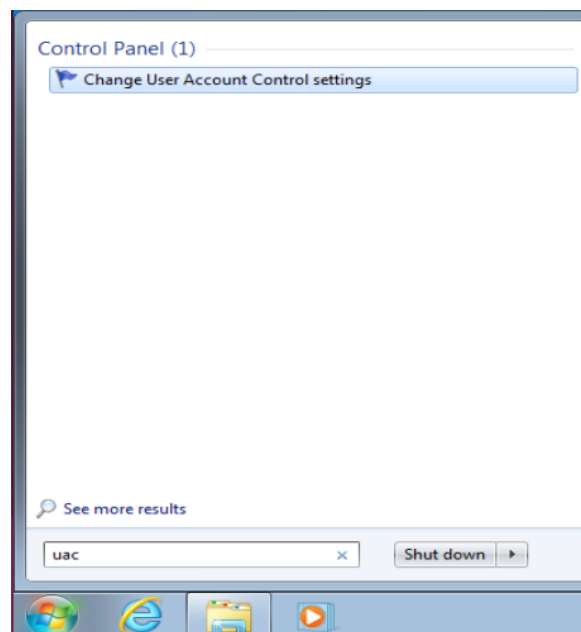 Control Panel (1)
Change User Account Control settings
See more results
uac
Shut down